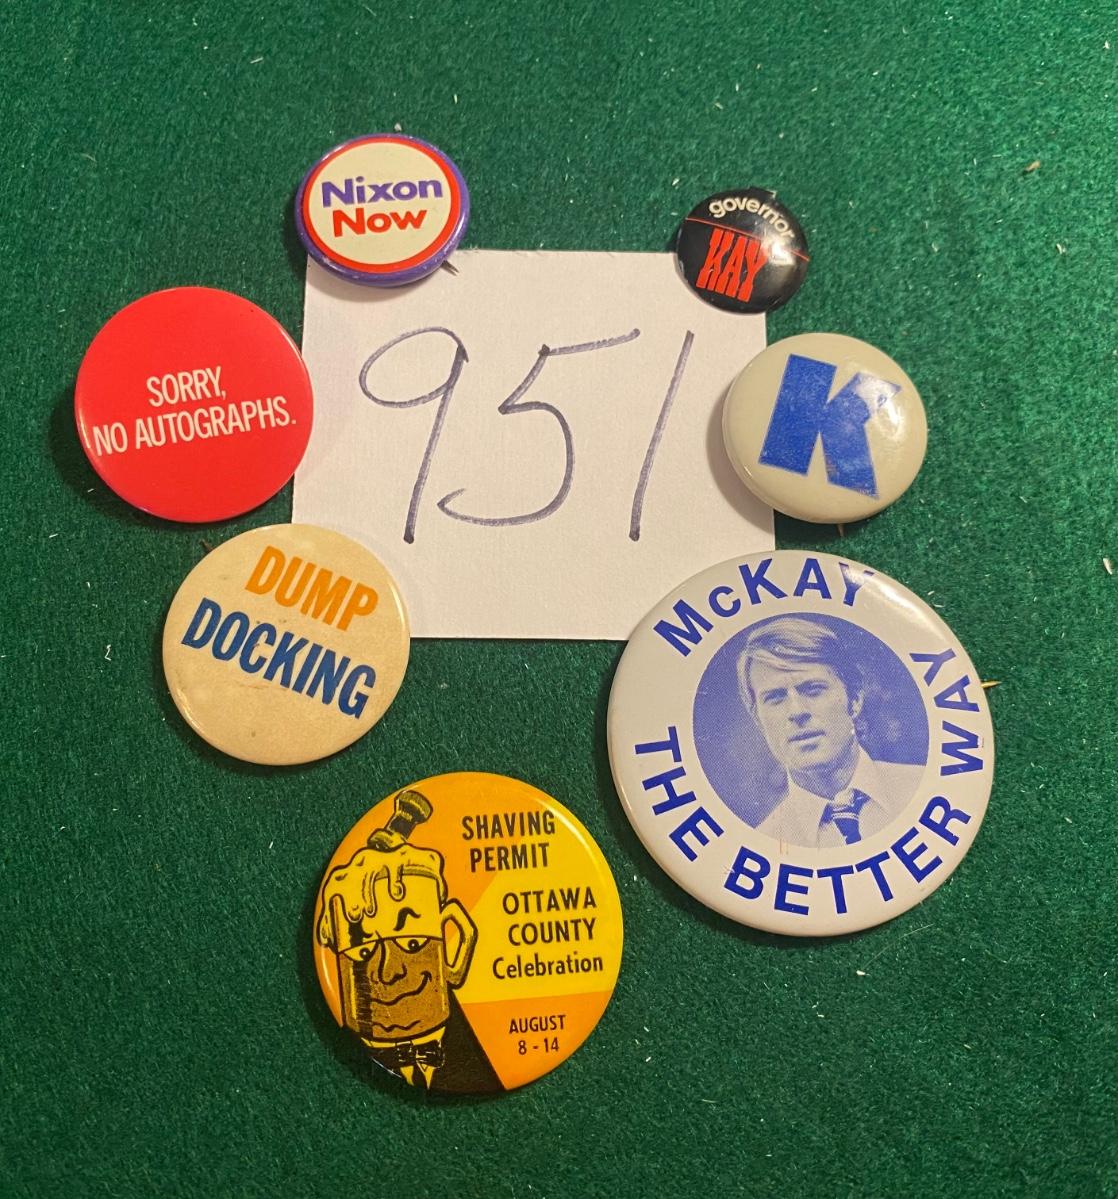 Nixon
Now
governor
KAY
SORRY,
NO AUTOGRAPHS.
951
K
DUMP
DOCKING
McKAY
THE BETTER WAY
SHAVING
PERMIT
OTTAWA
COUNTY
Celebration
AUGUST
8 - 14